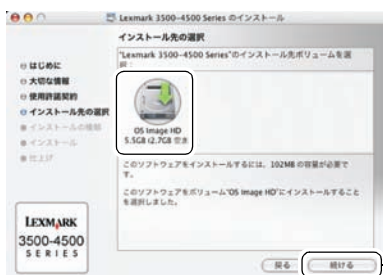 Lexmark 3500-4500 Series のインストール
インストール先の選択
"Lexmark 3500-4500 Series"のインストール先ボリュームを選
択：
はじめに
大切な情報
使用許諾契約
インストール先の選択
インストールの種類
インストール
仕上げ
OS Image HD
5.5GB (2.7GB 空き
このソフトウェアをインストールするには、102MB の容量が必要で
す。
このソフトウェアをボリューム"OS Image HD"にインストールすること
を選択しました。
LEXMARK
3500-4500
SERIES
戻る
続ける